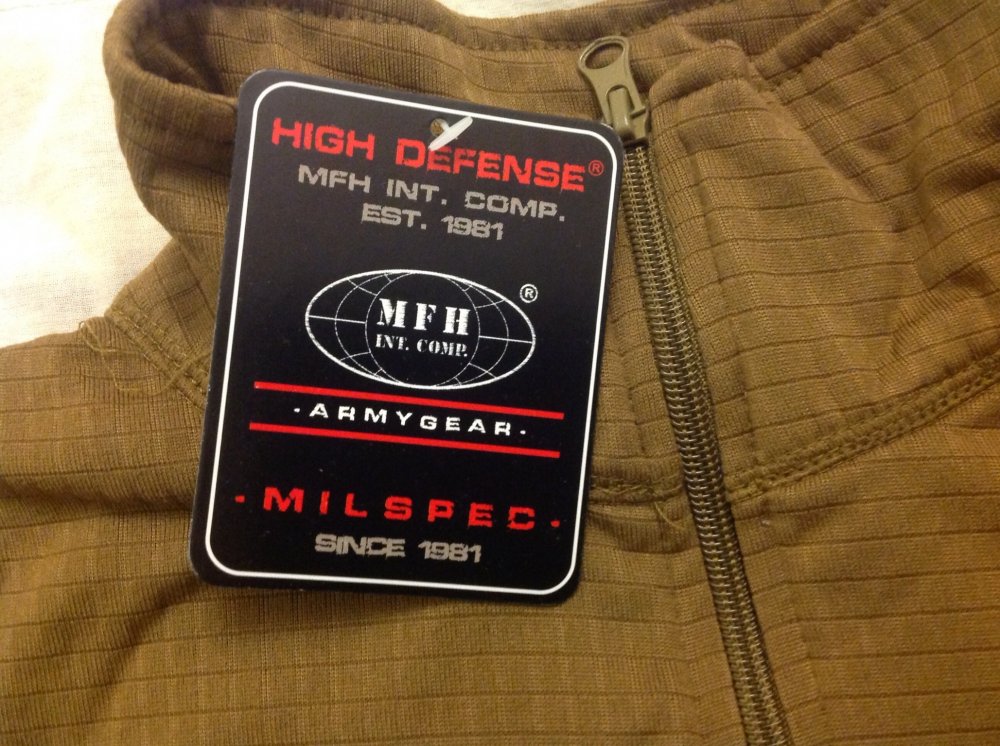 HIGH DEFENSE®
MFH INT. COMP.
EST. 1981
®
MFH
INT. COMP.
· ARMYGEAR ·
· MILSPEC ·
SINCE 1981